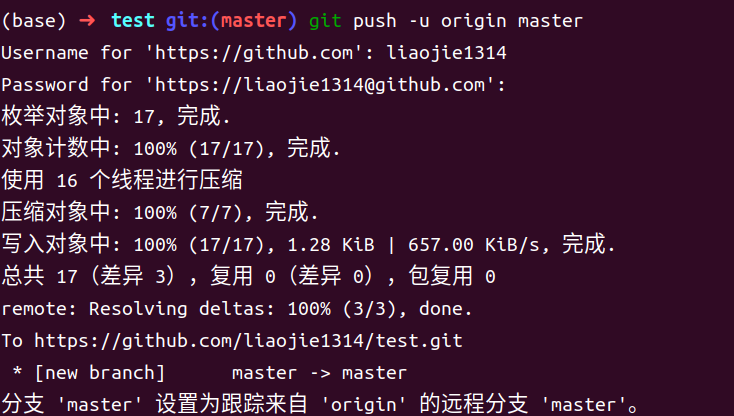 (base) ➜ test git:(master) git push -u origin master
Username for 'https://github.com': liaojie1314
Password for 'https://liaojie1314@github.com':
枚举对象中: 17, 完成.
对象计数中: 100% (17/17), 完成.
使用 16 个线程进行压缩
压缩对象中: 100% (7/7), 完成.
写入对象中: 100% (17/17), 1.28 KiB | 657.00 KiB/s, 完成.
总共 17（差异 3），复用 0（差异 0），包复用 0
remote: Resolving deltas: 100% (3/3), done.
To https://github.com/liaojie1314/test.git
 * [new branch]      master -> master
分支 'master' 设置为跟踪来自 'origin' 的远程分支 'master'。